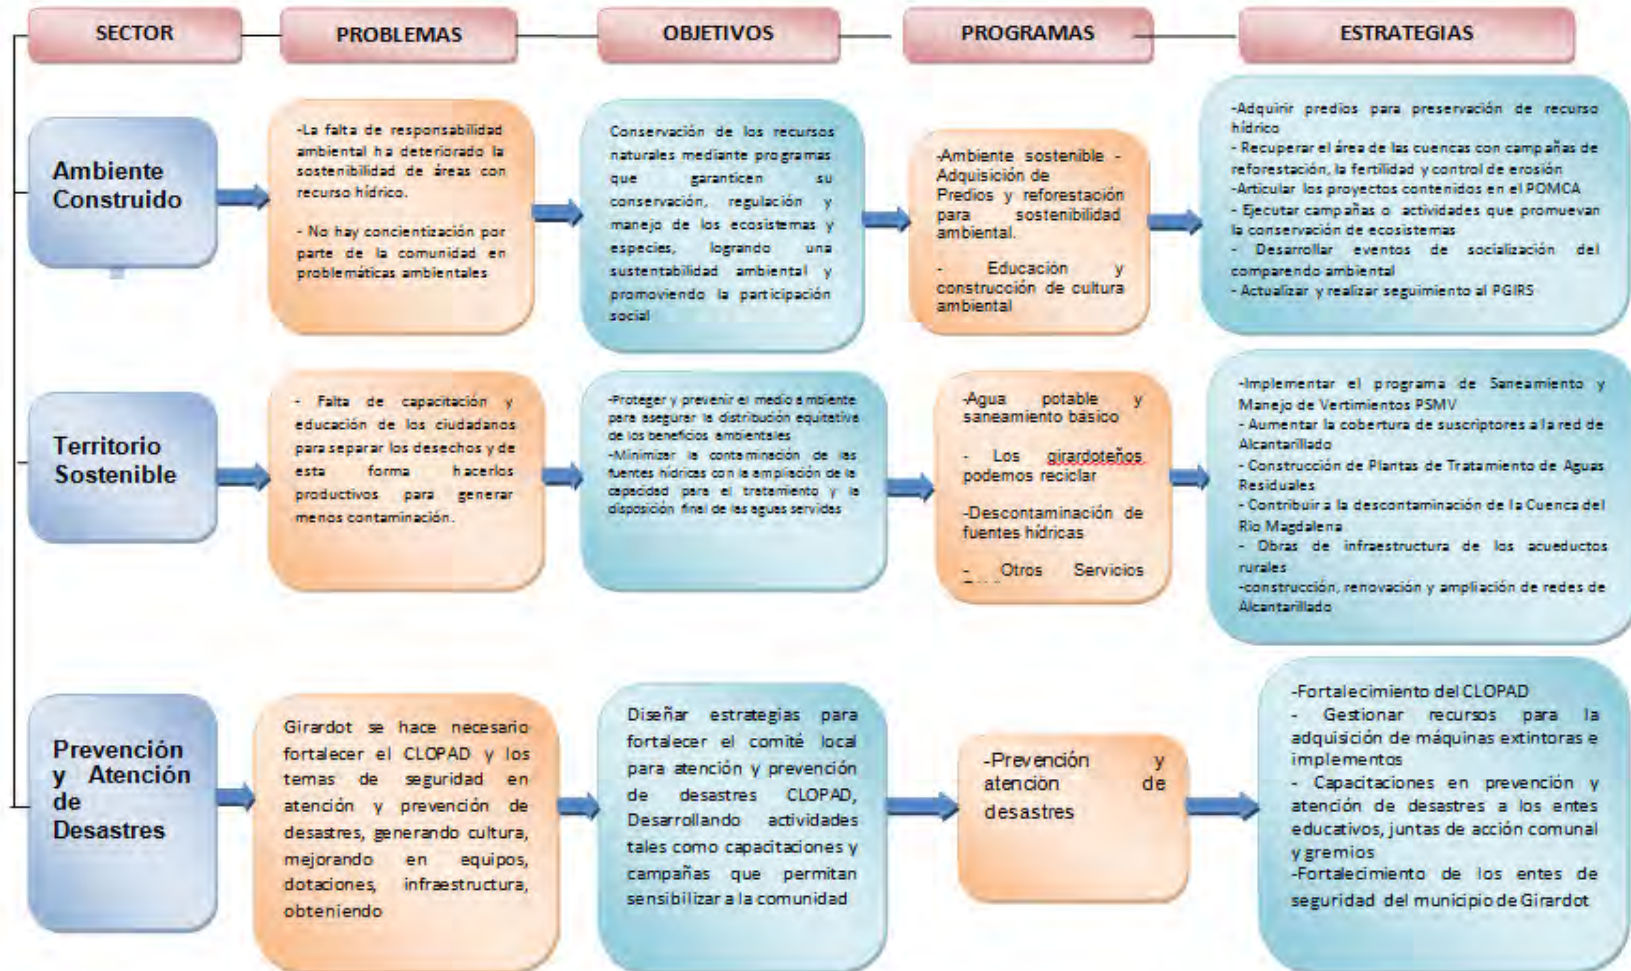 SECTOR
PROBLEMAS
OBJETIVOS
PROGRAMAS
ESTRATEGIAS
Ambiente
Construido
-La falta de responsabilidad
ambiental ha deteriorado la
sostenibilidad de áreas con
recurso hídrico.
- No hay concientización por
parte de la comunidad en
problemáticas ambientales
Conservación de los recursos
naturales mediante programas
que garanticen su
conservación, regulación y
manejo de los ecosistemas y
especies, logrando una
sustentabilidad ambiental y
promoviendo la participación
social
-Ambiente sostenible -
Adquisición de
Predios y reforestación
para sostenibilidad
ambiental.
- Educación y
construcción de cultura
ambiental
-Adquirir predios para preservación de recurso
hídrico
- Recuperar el área de las cuencas con campañas de
reforestación, la fertilidad y control de erosión
-Articular los proyectos contenidos en el POMCA
- Ejecutar campañas o actividades que promuevan
la conservación de ecosistemas
- Desarrollar eventos de socialización del
comparendo ambiental
- Actualizar y realizar seguimiento al PGIRS
Territorio
Sostenible
- Falta de capacitación y
educación de los ciudadanos
para separar los desechos y de
esta forma hacerlos
productivos para generar
menos contaminación.
-Proteger y prevenir el medio ambiente
para asegurar la distribución equitativa
de los beneficios ambientales
-Minimizar la contaminación de las
fuentes hídricas con la ampliación de la
capacidad para el tratamiento y la
disposición final de las aguas servidas
-Agua potable y
saneamiento básico
- Los girardoteños
podemos reciclar
-Descontaminación de
fuentes hídricas
- Otros Servicios
-Implementar el programa de Saneamiento y
Manejo de Vertimientos PSMV
- Aumentar la cobertura de suscriptores a la red de
Alcantarillado
- Construcción de Plantas de Tratamiento de Aguas
Residuales
- Contribuir a la descontaminación de la Cuenca del
Rio Magdalena
- Obras de infraestructura de los acueductos
rurales
-construcción, renovación y ampliación de redes de
Alcantarillado
Prevención
y Atención
de
Desastres
Girardot se hace necesario
fortalecer el CLOPAD y los
temas de seguridad en
atención y prevención de
desastres, generando cultura,
mejorando en equipos,
dotaciones, infraestructura,
obteniendo
Diseñar estrategias para
fortalecer el comité local
para atención y prevención
de desastres CLOPAD,
Desarrollando actividades
tales como capacitaciones y
campañas que permitan
sensibilizar a la comunidad
-Prevención y
atención de
desastres
-Fortalecimiento del CLOPAD
- Gestionar recursos para la
adquisición de máquinas extintoras e
implementos
- Capacitaciones en prevención y
atención de desastres a los entes
educativos, juntas de acción comunal
y gremios
-Fortalecimiento de los entes de
seguridad del municipio de Girardot